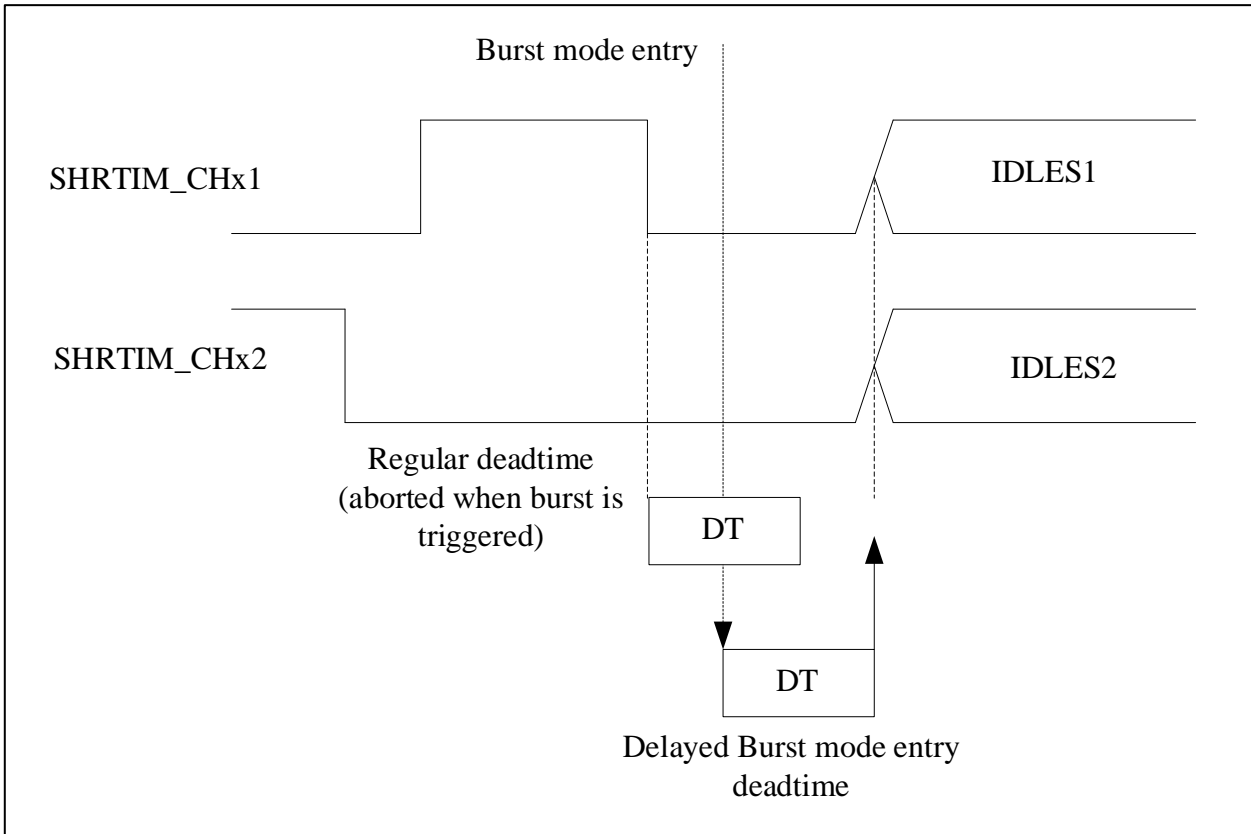 Burst mode entry
SHRTIM_CHx1
IDLES1
SHRTIM_CHx2
IDLES2
Regular deadtime
(aborted when burst is
triggered)
DT
DT
Delayed Burst mode entry
deadtime